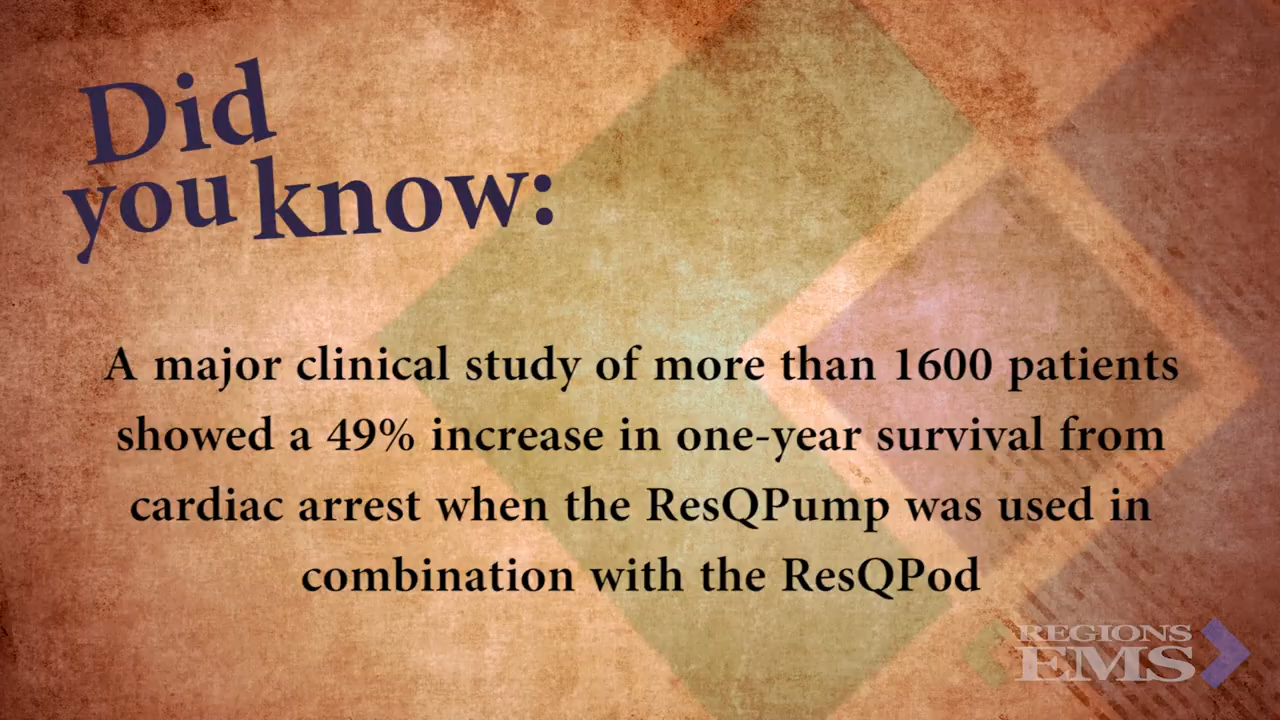 Did
you know:
A major clinical study of more than 1600 patients
showed a 49% increase in one-year survival from
cardiac arrest when the ResQPump was used in
combination with the ResQPod
REGIONS
EMS